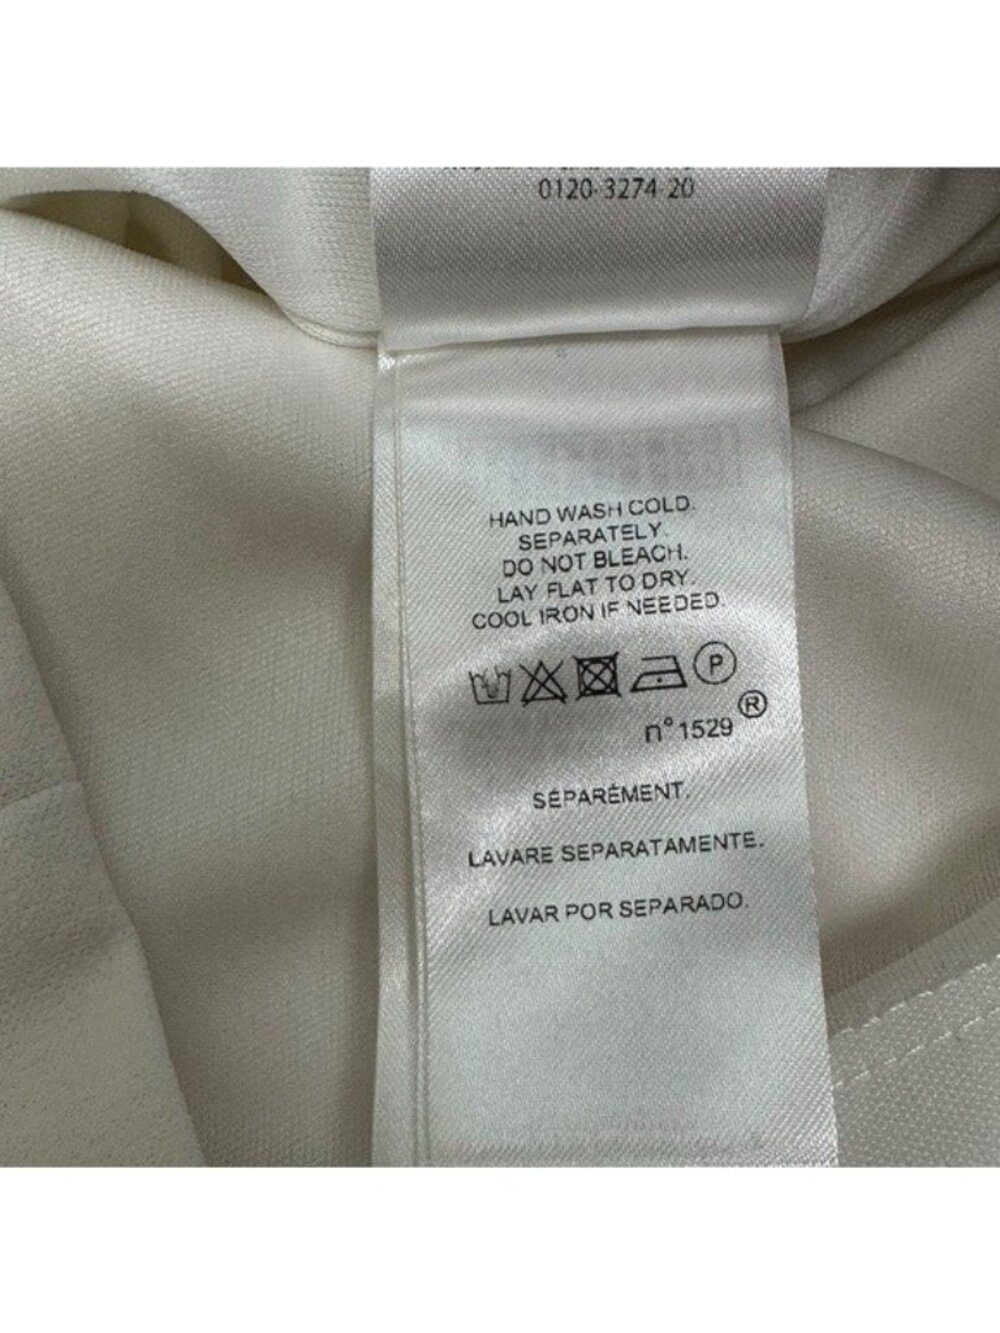 0120-3274-20
HAND WASH COLD.
SEPARATELY.
DO NOT BLEACH.
LAY FLAT TO DRY.
COOL IRON IF NEEDED.
P
n° 1529 ®
SÉPARÉMENT.
LAVARE SEPARATAMENTE.
LAVAR POR SEPARADO.